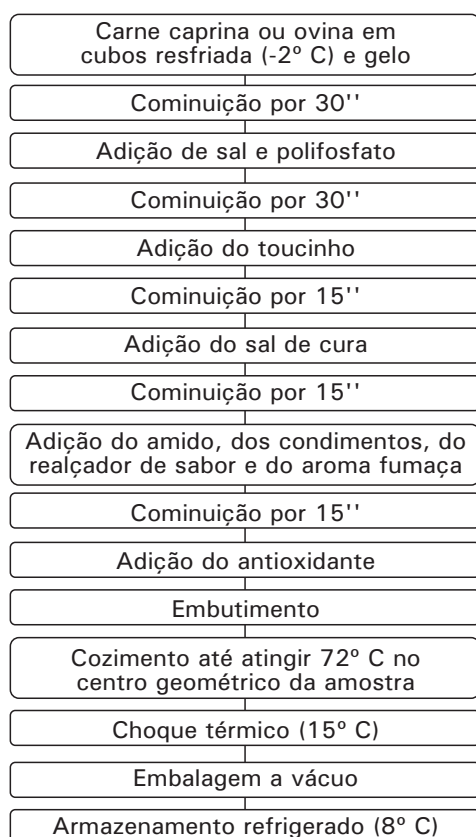 Carne caprina ou ovina em
cubos resfriada (-2º C) e gelo
Cominuição por 30''
Adição de sal e polifosfato
Cominuição por 30''
Adição do toucinho
Cominuição por 15''
Adição do sal de cura
Cominuição por 15''
Adição do amido, dos condimentos, do
realçador de sabor e do aroma fumaça
Cominuição por 15''
Adição do antioxidante
Embutimento
Cozimento até atingir 72º C no
centro geométrico da amostra
Choque térmico (15º C)
Embalagem a vácuo
Armazenamento refrigerado (8º C)